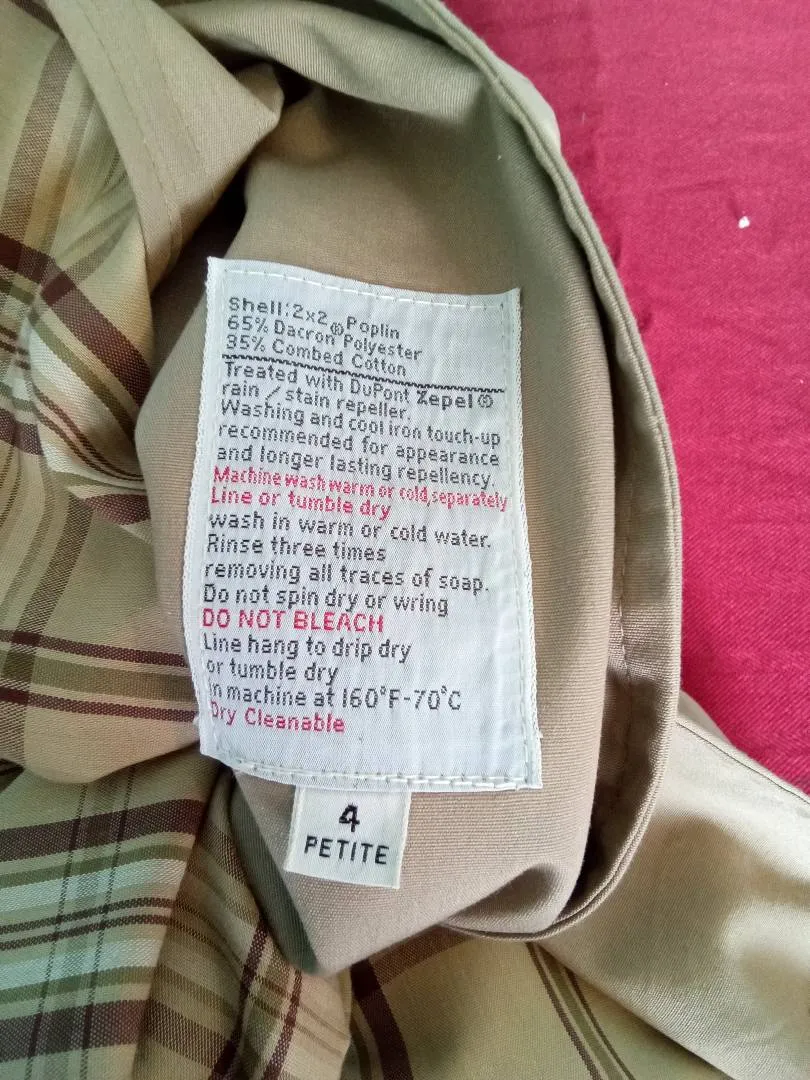 Shell:2x2 Poplin
65% Dacron® Polyester
35% Combed Cotton
Treated with DuPont Zepel®
rain / stain repeller.
Washing and cool iron touch-up
recommended for appearance
and longer lasting repellency.
Machine wash warm or cold,separately
Line or tumble dry
wash in warm or cold water.
Rinse three times
removing all traces of soap.
Do not spin dry or wring
DO NOT BLEACH
Line hang to drip dry
or tumble dry
in machine at 160°F-70°C
Dry Cleanable
4
PETITE